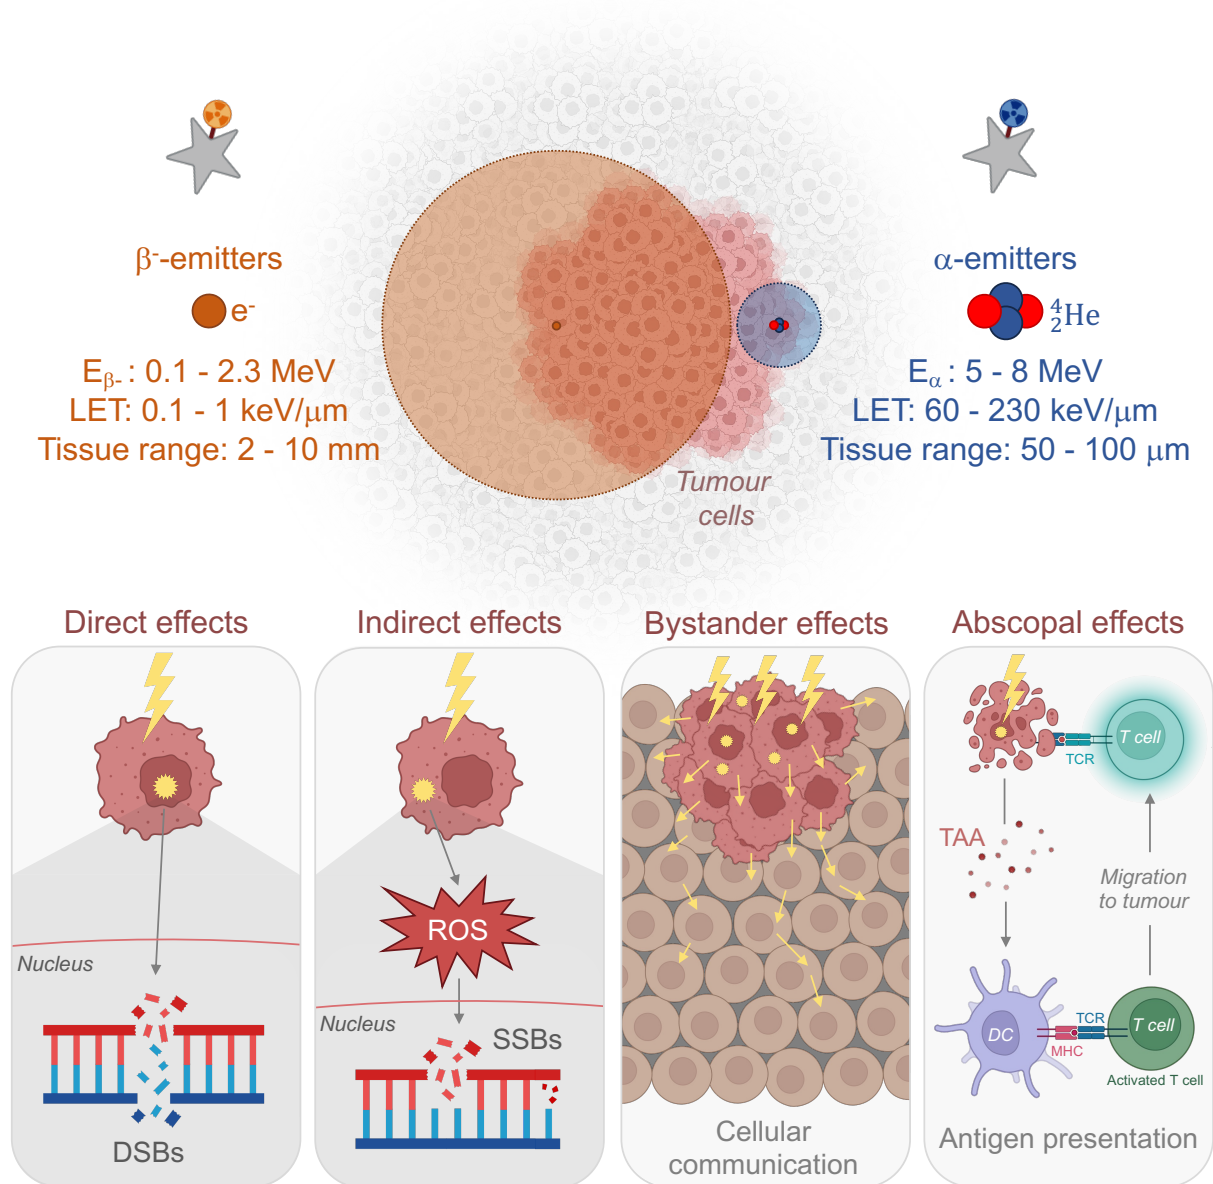 β⁻-emitters
e⁻
Eβ- : 0.1 - 2.3 MeV
LET: 0.1 - 1 keV/μm
Tissue range: 2 - 10 mm
α-emitters
⁴₂He
Eα : 5 - 8 MeV
LET: 60 - 230 keV/μm
Tissue range: 50 - 100 μm
Tumour
cells
Direct effects
Nucleus
DSBs
Indirect effects
ROS
Nucleus
SSBs
Bystander effects
Cellular
communication
Abscopal effects
T cell
TCR
TAA
Migration
to tumour
DC
TCR
MHC
T cell
Activated T cell
Antigen presentation